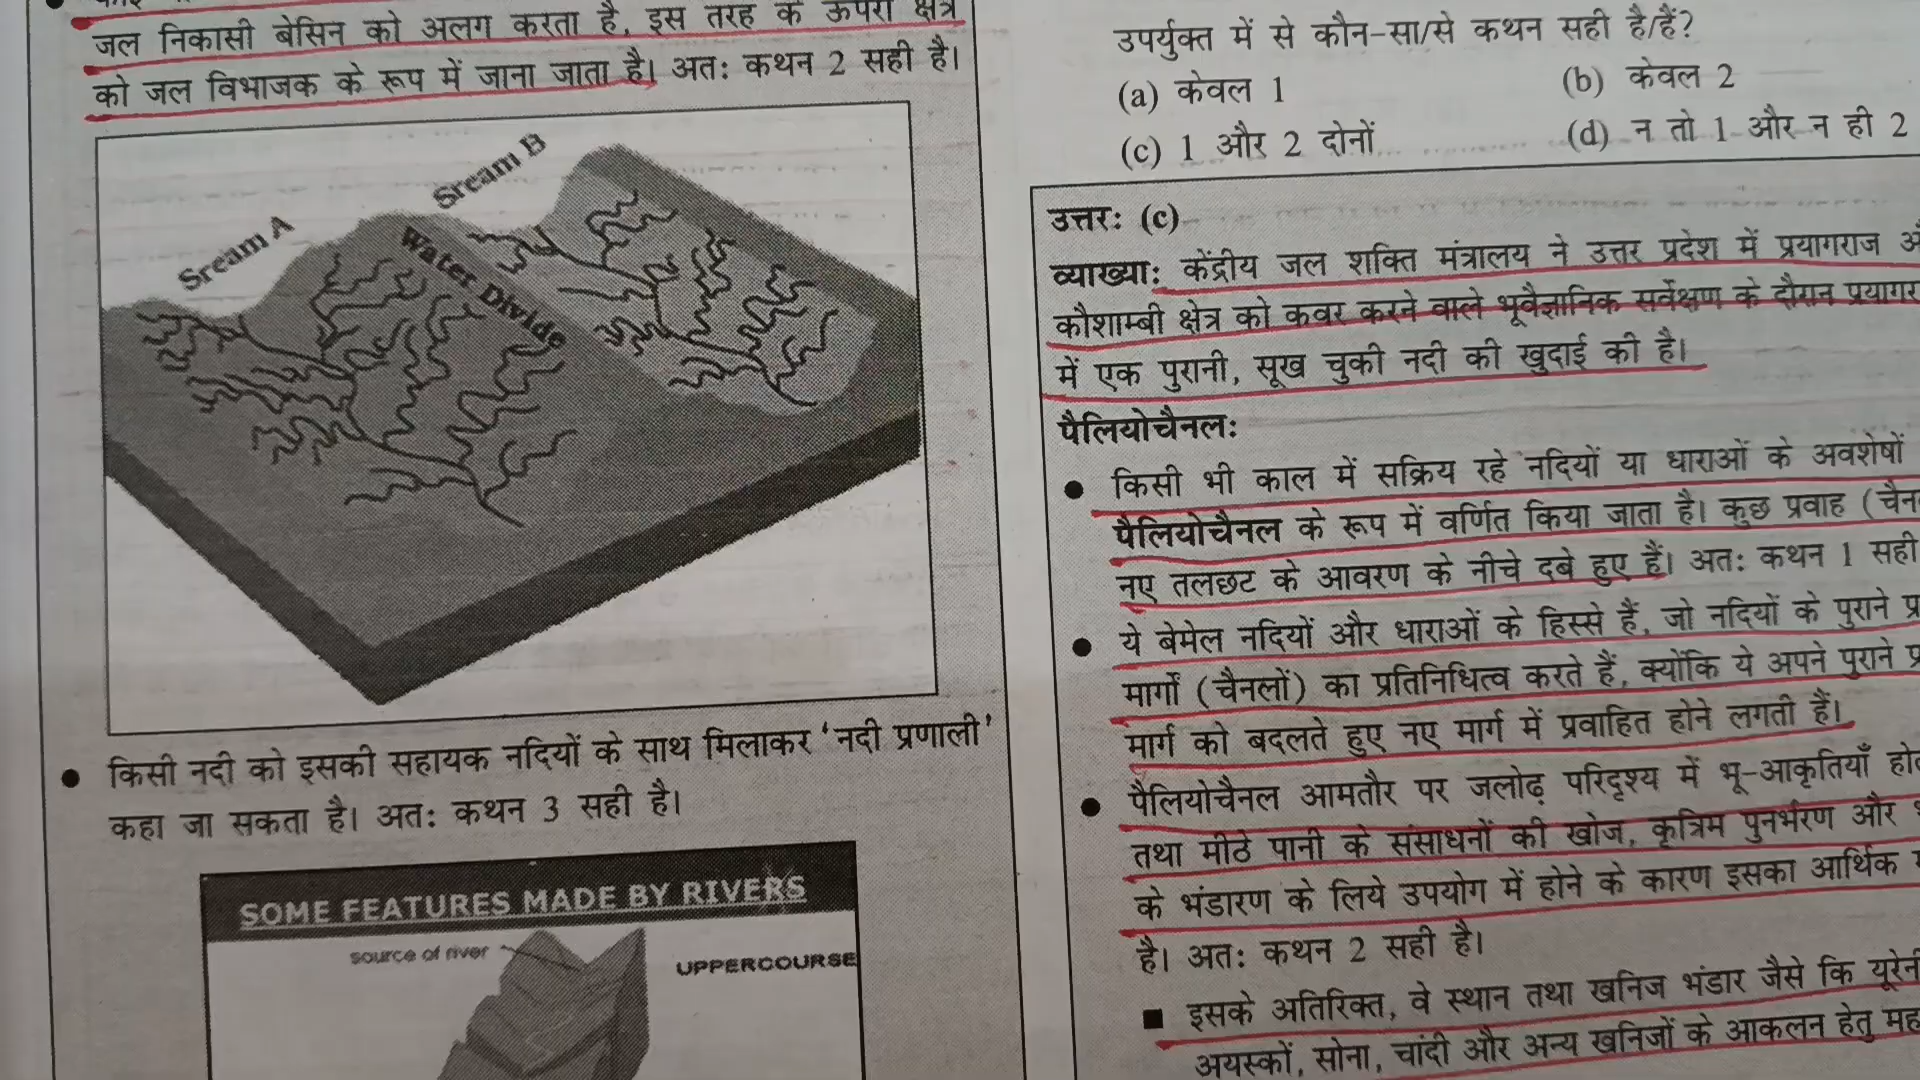 जल निकासी बेसिन को अलग करता है, इस तरह के ऊपरी क्षेत्र
को जल विभाजक के रूप में जाना जाता है। अतः कथन 2 सही है।
Sream A
Sream B
Water Divide
• किसी नदी को इसकी सहायक नदियों के साथ मिलाकर 'नदी प्रणाली'
कहा जा सकता है। अतः कथन 3 सही है।
SOME FEATURES MADE BY RIVERS
source of river
UPPERCOURSE
उपर्युक्त में से कौन-सा/से कथन सही है/हैं?
(a) केवल 1 (b) केवल 2
(c) 1 और 2 दोनों (d) न तो 1 और न ही 2
उत्तरः (c)
व्याख्याः केंद्रीय जल शक्ति मंत्रालय ने उत्तर प्रदेश में प्रयागराज
कौशाम्बी क्षेत्र को कवर करने वाले भूवैज्ञानिक सर्वेक्षण के दौरान
में एक पुरानी, सूख चुकी नदी की खुदाई की है।
पैलियोचैनलः
• किसी भी काल में सक्रिय रहे नदियों या धाराओं के अवशेषों
पैलियोचैनल के रूप में वर्णित किया जाता है। कुछ प्रवाह
नए तलछट के आवरण के नीचे दबे हुए हैं। अतः कथन 1 सही
• ये बेमेल नदियों और धाराओं के हिस्से हैं, जो नदियों के पुराने
मार्गों (चैनलों) का प्रतिनिधित्व करते हैं, क्योंकि ये अपने पुराने
मार्ग को बदलते हुए नए मार्ग में प्रवाहित होने लगती हैं।
• पैलियोचैनल आमतौर पर जलोढ़ परिदृश्य में भू-आकृतियाँ
तथा मीठे पानी के संसाधनों की खोज, कृत्रिम पुनर्भरण और
के भंडारण के लिये उपयोग में होने के कारण इसका आर्थिक
है। अतः कथन 2 सही है।
■ इसके अतिरिक्त, वे स्थान तथा खनिज भंडार जैसे कि
अयस्कों, सोना, चांदी और अन्य खनिजों के आकलन हेतु